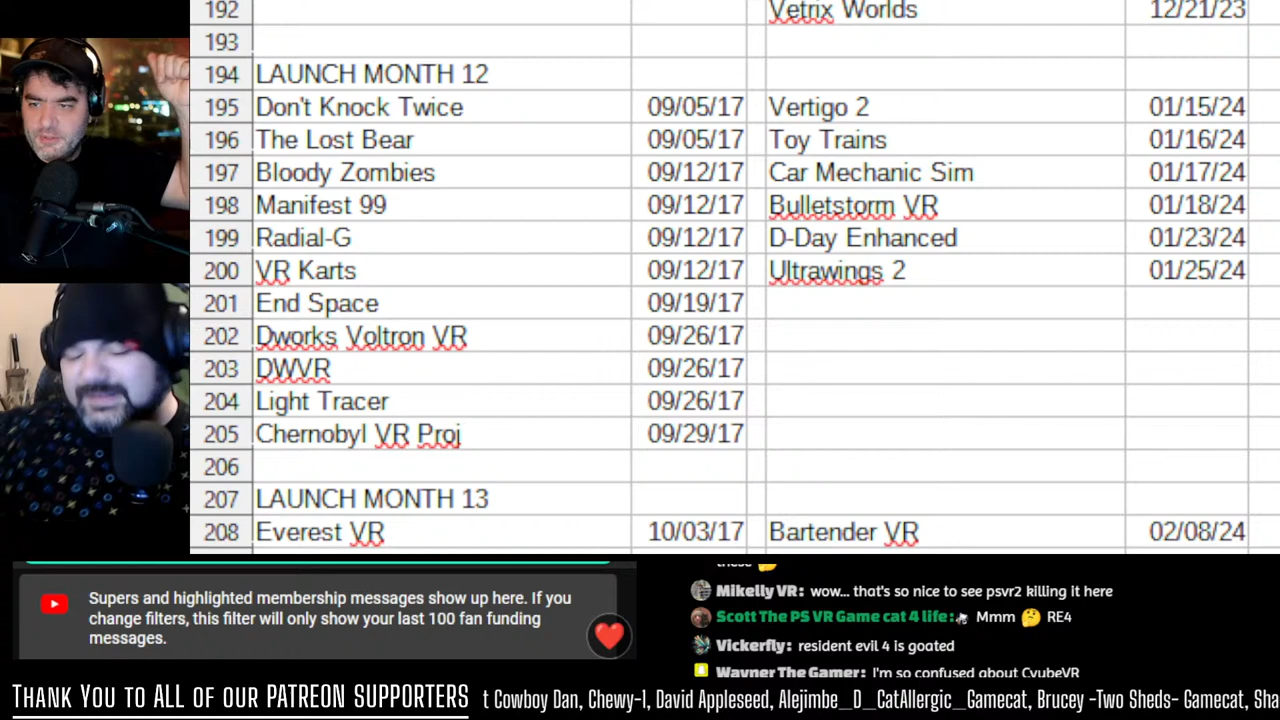 192 Vetrix Worlds 12/21/23
193
194 LAUNCH MONTH 12
195 Don't Knock Twice 09/05/17 Vertigo 2 01/15/24
196 The Lost Bear 09/05/17 Toy Trains 01/16/24
197 Bloody Zombies 09/12/17 Car Mechanic Sim 01/17/24
198 Manifest 99 09/12/17 Bulletstorm VR 01/18/24
199 Radial-G 09/12/17 D-Day Enhanced 01/23/24
200 VR Karts 09/12/17 Ultrawings 2 01/25/24
201 End Space 09/19/17
202 Dworks Voltron VR 09/26/17
203 DWVR 09/26/17
204 Light Tracer 09/26/17
205 Chernobyl VR Proj 09/29/17
206
207 LAUNCH MONTH 13
208 Everest VR 10/03/17 Bartender VR 02/08/24
Supers and highlighted membership messages show up here. If you
change filters, this filter will only show your last 100 fan funding
messages.
these 🤔
Mikelly VR: wow... that's so nice to see psvr2 killing it here
Scott The PS VR Game cat 4 life: Mmm 🤔 RE4
Vickerfly: resident evil 4 is goated
Wavner The Gamer: I'm so confused about CyubeVR
THANK YOU TO ALL OF OUR PATREON SUPPORTERS
t Cowboy Dan, Chewy-1, David Appleseed, Alejimbe_D_CatAllergic_Gamecat, Brucey -Two Sheds- Gamecat, Sha